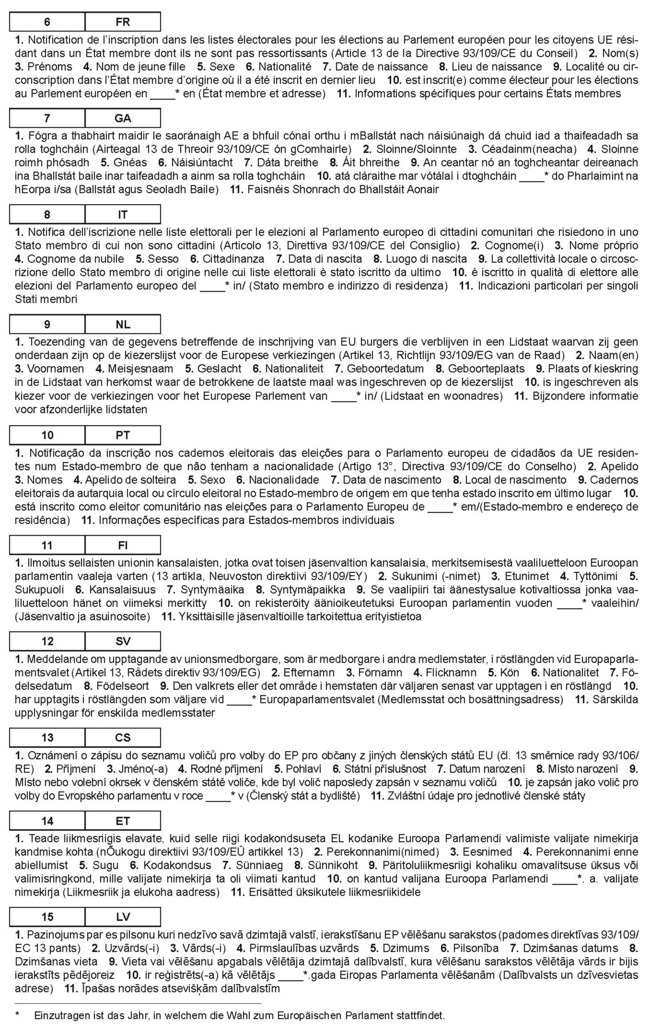 6 FR
1. Notification de l'inscription dans les listes électorales pour les élections au Parlement européen pour les citoyens UE rési-
dant dans un État membre dont ils ne sont pas ressortissants (Article 13 de la Directive 93/109/CE du Conseil) 2. Nom(s)
3. Prénoms 4. Nom de jeune fille 5. Sexe 6. Nationalité 7. Date de naissance 8. Lieu de naissance 9. Localité ou cir-
conscription dans l'État membre d'origine où il a été inscrit en dernier lieu 10. est inscrit(e) comme électeur pour les élections
au Parlement européen en ____* en (État membre et adresse) 11. Informations spécifiques pour certains États membres
7 GA
1. Fógra a thabhairt maidir le saoránaigh AE a bhfuil cónaí orthu i mBallstát nach náisiúnaigh dá chuid iad a thaifeadadh sa
rolla toghcháin (Airteagal 13 de Threoir 93/109/CE ón gComhairle) 2. Sloinne/Sloinnte 3. Céadainm(neacha) 4. Sloinne
roimh phósadh 5. Gnéas 6. Náisiúntacht 7. Dáta breithe 8. Áit bhreithe 9. An ceantar nó an toghcheantar deireanach
ina Bhallstát baile inar taifeadadh a ainm sa rolla toghcháin 10. atá cláraithe mar vótálaí i dtoghcháin ____* do Pharlaimint na
hEorpa i/sa (Ballstát agus Seoladh Baile) 11. Faisnéis Shonrach do Bhallstáit Aonair
8 IT
1. Notifica dell'iscrizione nelle liste elettorali per le elezioni al Parlamento europeo di cittadini comunitari che risiedono in uno
Stato membro di cui non sono cittadini (Articolo 13, Direttiva 93/109/CE del Consiglio) 2. Cognome(i) 3. Nome próprio
4. Cognome da nubile 5. Sesso 6. Cittadinanza 7. Data di nascita 8. Luogo di nascita 9. La collettività locale o circosc-
rizione dello Stato membro di origine nelle cui liste elettorali è stato iscritto da ultimo 10. è iscritto in qualità di elettore alle
elezioni del Parlamento europeo del ____* in/ (Stato membro e indirizzo di residenza) 11. Indicazioni particolari per singoli
Stati membri
9 NL
1. Toezending van de gegevens betreffende de inschrijving van EU burgers die verblijven in een Lidstaat waarvan zij geen
onderdaan zijn op de kiezerslijst voor de Europese verkiezingen (Artikel 13, Richtlijn 93/109/EG van de Raad) 2. Naam(en)
3. Voornamen 4. Meisjesnaam 5. Geslacht 6. Nationaliteit 7. Geboortedatum 8. Geboorteplaats 9. Plaats of kieskring
in de Lidstaat van herkomst waar de betrokkene de laatste maal was ingeschreven op de kiezerslijst 10. is ingeschreven als
kiezer voor de verkiezingen voor het Europese Parlement van ____* in/ (Lidstaat en woonadres) 11. Bijzondere informatie
voor afzonderlijke lidstaten
10 PT
1. Notificação da inscrição nos cadernos eleitorais das eleições para o Parlamento europeu de cidadãos da UE residen-
tes num Estado-membro de que não tenham a nacionalidade (Artigo 13°, Directiva 93/109/CE do Conselho) 2. Apelido
3. Nomes 4. Apelido de solteira 5. Sexo 6. Nacionalidade 7. Data de nascimento 8. Local de nascimento 9. Cadernos
eleitorais da autarquia local ou círculo eleitoral no Estado-membro de origem em que tenha estado inscrito em último lugar 10.
está inscrito como eleitor comunitário nas eleições para o Parlamento Europeu de ____* em/(Estado-membro e endereço de
residência) 11. Informações específicas para Estados-membros individuais
11 FI
1. Ilmoitus sellaisten unionin kansalaisten, jotka ovat toisen jäsenvaltion kansalaisia, merkitsemisestä vaaliluetteloon Euroopan
parlamentin vaaleja varten (13 artikla, Neuvoston direktiivi 93/109/EY) 2. Sukunimi (-nimet) 3. Etunimet 4. Tyttönimi 5.
Sukupuoli 6. Kansalaisuus 7. Syntymäaika 8. Syntymäpaikka 9. Se vaalipiiri tai äänestysalue kotivaltiossa jonka vaa-
liluetteloon hänet on viimeksi merkitty 10. on rekisteröity äänioikeutetuksi Euroopan parlamentin vuoden ____* vaaleihin/
(Jäsenvaltio ja asuinosoite) 11. Yksittäisille jäsenvaltioille tarkoitettua erityistietoa
12 SV
1. Meddelande om upptagande av unionsmedborgare, som är medborgare i andra medlemstater, i röstlängden vid Europaparla-
mentsvalet (Artikel 13, Rådets direktiv 93/109/EG) 2. Efternamn 3. Förnamn 4. Flicknamn 5. Kön 6. Nationalitet 7. Fö-
delsedatum 8. Födelseort 9. Den valkrets eller det område i hemstaten där väljaren senast var upptagen i en röstlängd 10.
har upptagits i röstlängden som väljare vid ____* Europaparlamentsvalet (Medlemsstat och bosättningadress) 11. Särskilda
upplysningar för enskilda medlemsstater
13 CS
1. Oznámení o zápisu do seznamu voličů pro volby do EP pro občany z jiných členských států EU (čl. 13 směrnice rady 93/106/
RE) 2. Příjmení 3. Jméno(-a) 4. Rodné příjmení 5. Pohlaví 6. Státní příslušnost 7. Datum narození 8. Místo narození 9.
Místo nebo volební okrsek v členském státě voliče, kde byl volič naposledy zapsán v seznamu voličů 10. je zapsán jako volič pro
volby do Evropského parlamentu v roce ____* v (Členský stát a bydliště) 11. Zvláštní údaje pro jednotlivé členské státy
14 ET
1. Teade liikmesriigis elavate, kuid selle riigi kodakondsuseta EL kodanike Euroopa Parlamendi valimiste valijate nimekirja
kandmise kohta (nÕukogu direktiivi 93/109/EÛ artikkel 13) 2. Perekonnanimi(nimed) 3. Eesnimed 4. Perekonnanimi enne
abiellumist 5. Sugu 6. Kodakondsus 7. Sünniaeg 8. Sünnikoht 9. Päritoluliikmesriigi kohaliku omavalitsuse üksus või
valimisringkond, mille valijate nimekirja ta oli viimati kantud 10. on kantud valijana Euroopa Parlamendi ____*. a. valijate
nimekirja (Liikmesriik ja elukoha aadress) 11. Erisätted üksikutele liikmesriikidele
15 LV
1. Pazinojums par es pilsonu kuri nedzīvo savā dzimtajā valstī, ierakstīšanu EP vēlēšanu sarakstos (padomes direktīvas 93/109/
EC 13 pants) 2. Uzvārds(-i) 3. Vārds(-i) 4. Pirmslaulības uzvārds 5. Dzimums 6. Pilsonība 7. Dzimšanas datums 8.
Dzimšanas vieta 9. Vieta vai vēlēšanu apgabals vēlētāja dzimtajā dalībvalstī, kura vēlēšanu sarakstos vēlētāja vārds ir bijis
ierakstīts pēdējoreiz 10. ir reģistrēts(-a) kā vēlētājs ____*.gada Eiropas Parlamenta vēlēšanām (Dalībvalsts un dzīvesvietas
adrese) 11. Īpašas norādes atsevišķām dalībvalstīm
* Einzutragen ist das Jahr, in welchem die Wahl zum Europäischen Parlament stattfindet.